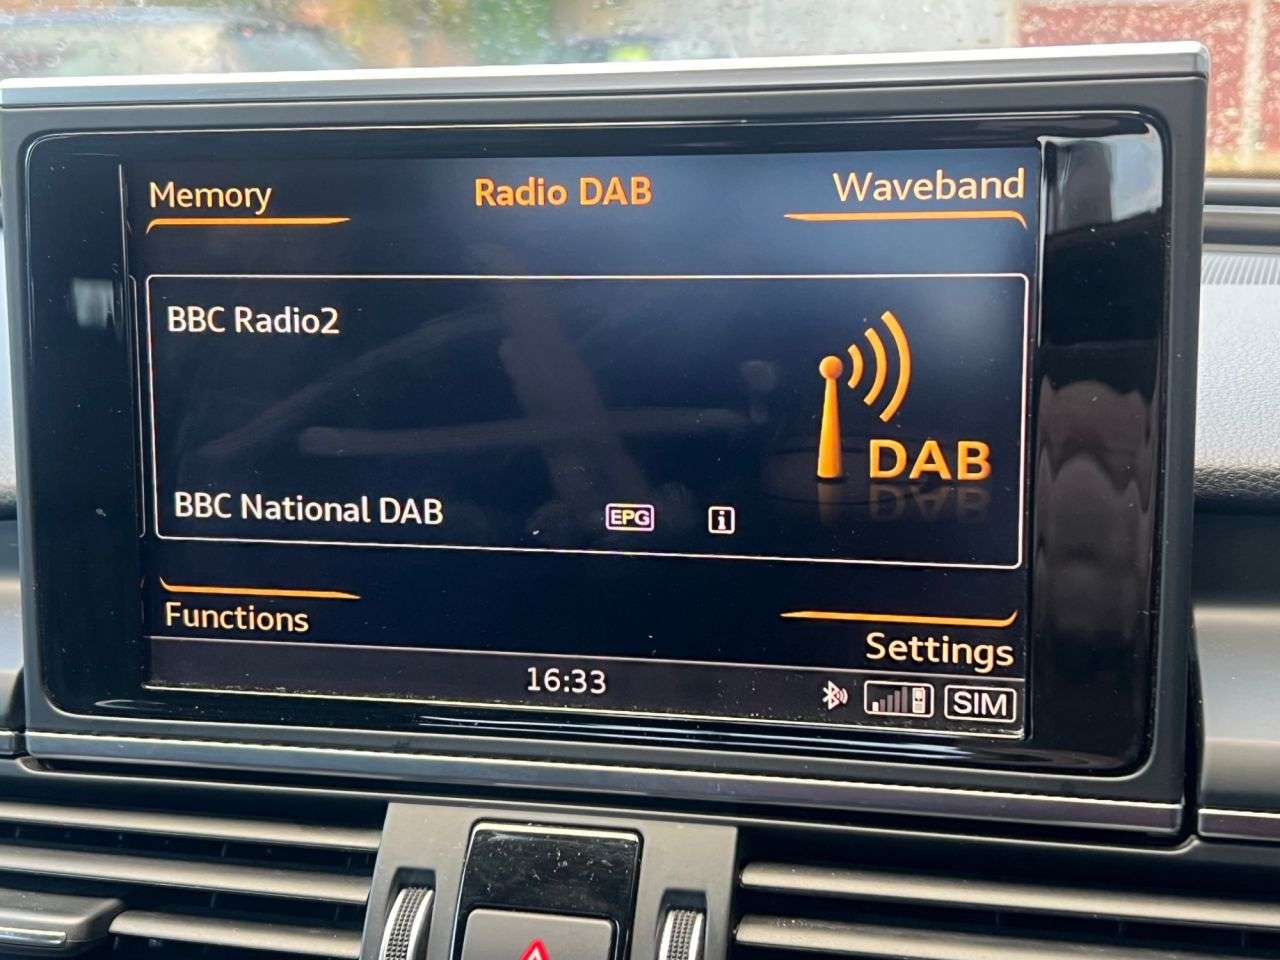 Memory
Radio DAB
Waveband
BBC Radio2
DAB
BBC National DAB
EPG
i
Functions
Settings
16:33
SIM